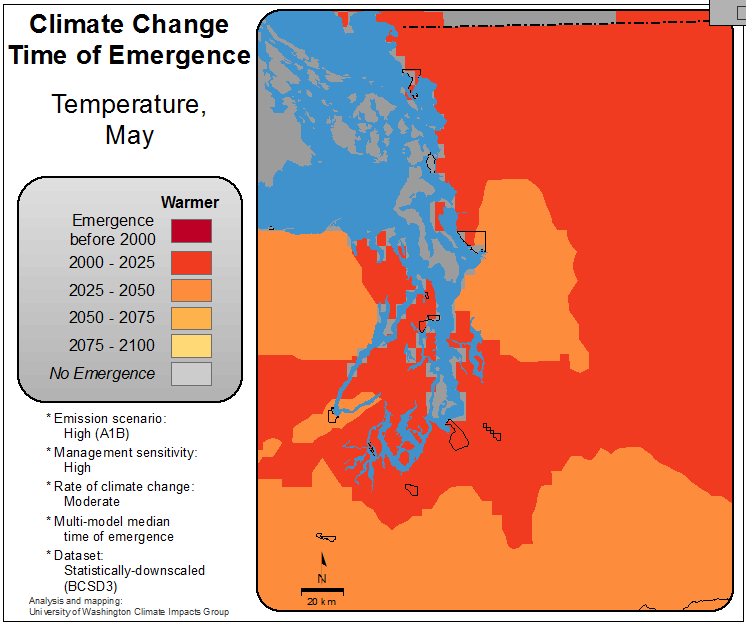 Climate Change
Time of Emergence
Temperature,
May
Warmer
Emergence
before 2000
2000 - 2025
2025 - 2050
2050 - 2075
2075 - 2100
No Emergence
* Emission scenario:
High (A1B)
* Management sensitivity:
High
* Rate of climate change:
Moderate
* Multi-model median
time of emergence
* Dataset:
Statistically-downscaled
(BCSD3)
Analysis and mapping:
University of Washington Climate Impacts Group
N
20 km